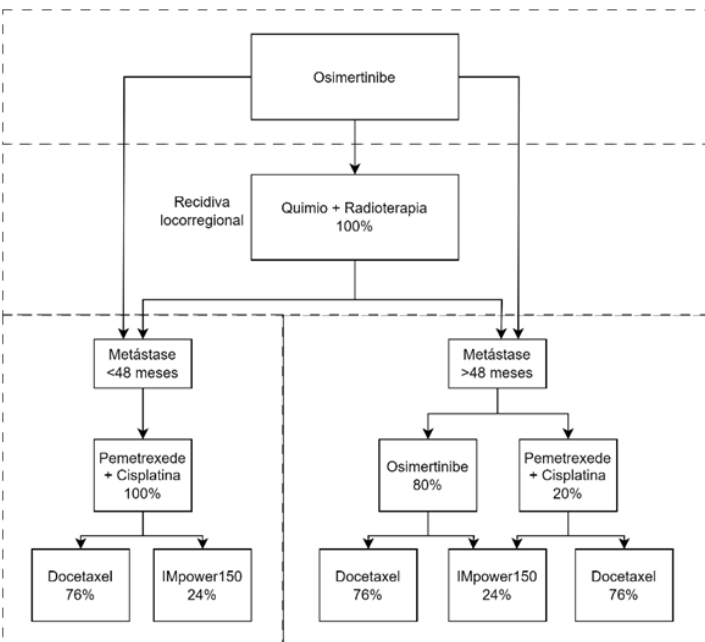 Osimertinibe
Recidiva
locorregional
Quimio + Radioterapia
100%
Metástase
<48 meses
Metástase
>48 meses
Pemetrexede
+ Cisplatina
100%
Osimertinibe
80%
Pemetrexede
+ Cisplatina
20%
Docetaxel
76%
IMpower150
24%
Docetaxel
76%
IMpower150
24%
Docetaxel
76%